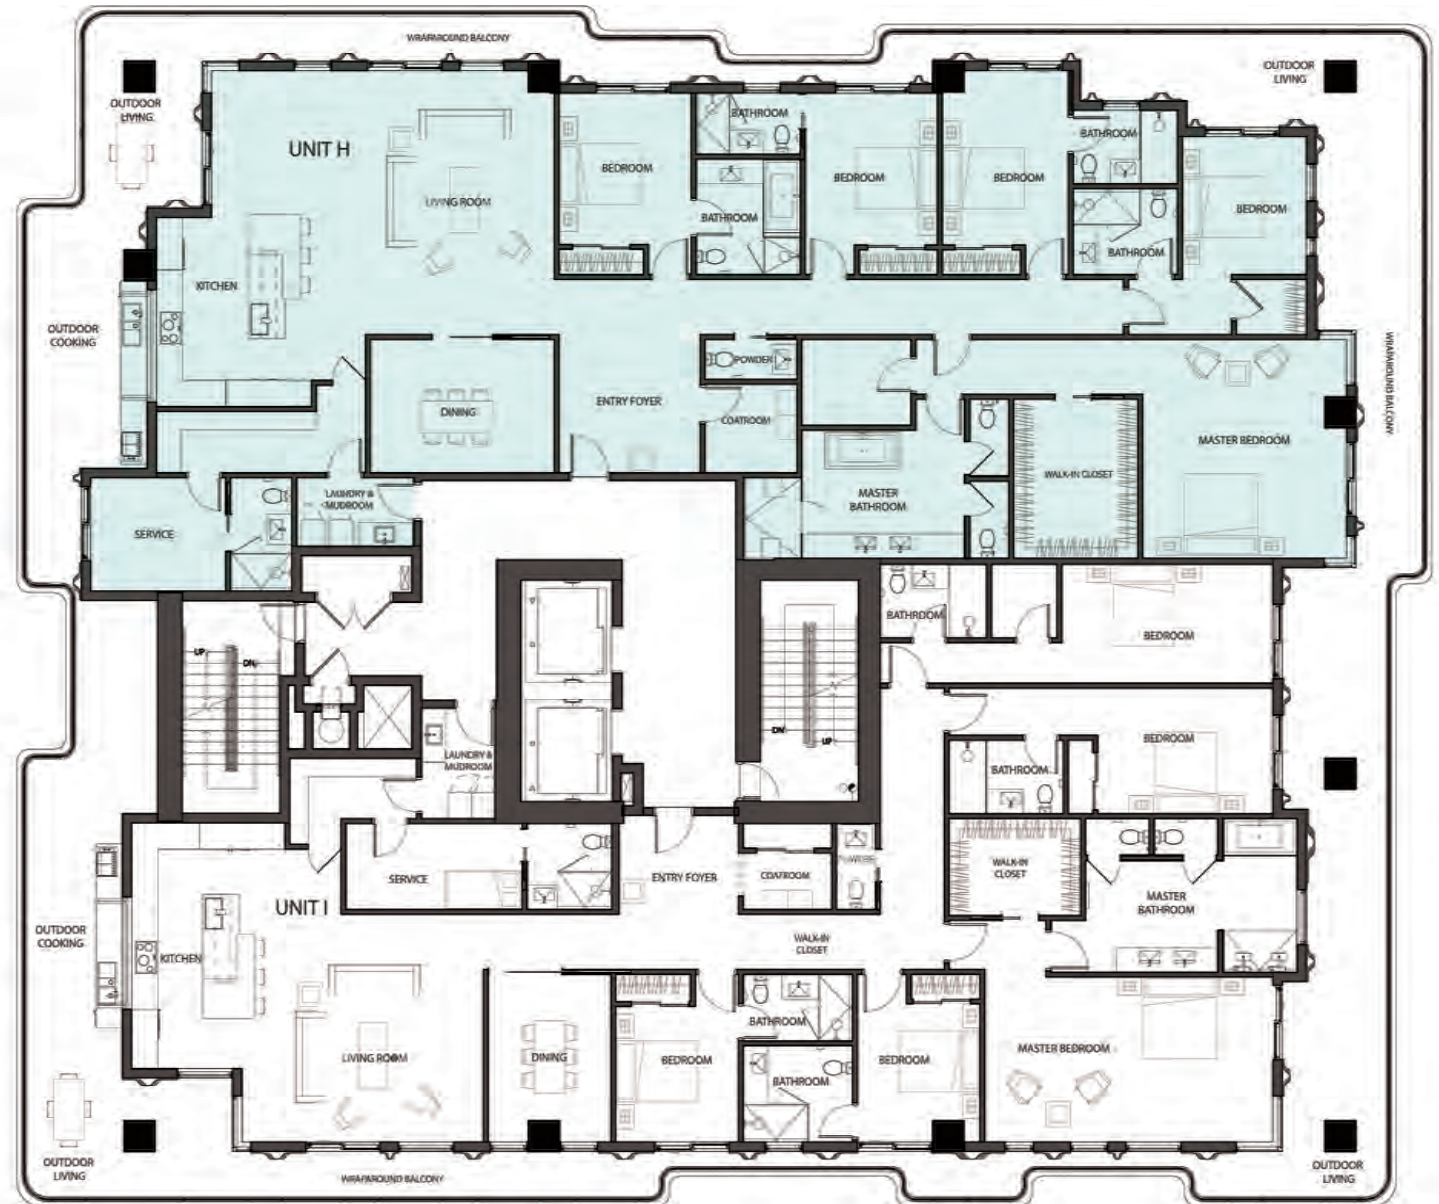 WRAPAROUND BALCONY
OUTDOOR
LIVING
OUTDOOR
LIVING
UNIT H
BATHROOM
BATHROOM
BEDROOM
BEDROOM
BEDROOM
LIVING ROOM
BATHROOM
BEDROOM
BATHROOM
KITCHEN
OUTDOOR
COOKING
WRAPAROUND BALCONY
POWDER
ENTRY FOYER
DINING
COATROOM
MASTER BEDROOM
WALK-IN CLOSET
MASTER
BATHROOM
LAUNDRY &
MUDROOM
SERVICE
BATHROOM
BEDROOM
UP
DN
BEDROOM
DN
UP
LAUNDRY &
MUDROOM
BATHROOM
WALK-IN
CLOSET
SERVICE
ENTRY FOYER
COATROOM
MASTER
BATHROOM
UNIT I
OUTDOOR
COOKING
KITCHEN
WALK-IN
CLOSET
BATHROOM
LIVING ROOM
DINING
BEDROOM
BEDROOM
MASTER BEDROOM
BATHROOM
OUTDOOR
LIVING
WRAPAROUND BALCONY
OUTDOOR
LIVING